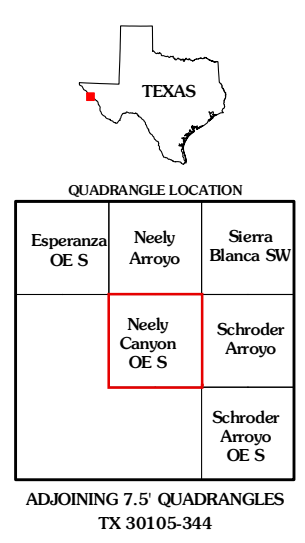 TEXAS
QUADRANGLE LOCATION
Esperanza
OE S
Neely
Arroyo
Sierra
Blanca SW
Neely
Canyon
OE S
Schroder
Arroyo
Schroder
Arroyo
OE S
ADJOINING 7.5' QUADRANGLES
TX 30105-344